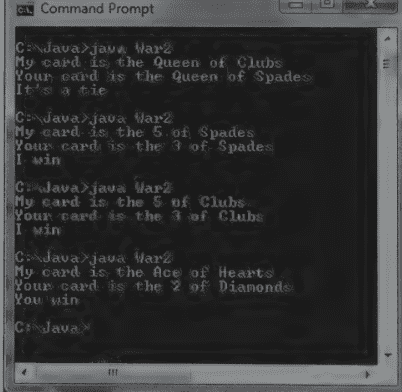 Command Prompt
C:\Java>java War2
My card is the Queen of Clubs
Your card is the Queen of Spades
It's a tie
C:\Java>java War2
My card is the 5 of Spades
Your card is the 3 of Spades
I win
C:\Java>java War2
My card is the 5 of Clubs
Your card is the 3 of Clubs
I win
C:\Java>java War2
My card is the Ace of Hearts
Your card is the 2 of Diamonds
You win
C:\Java>